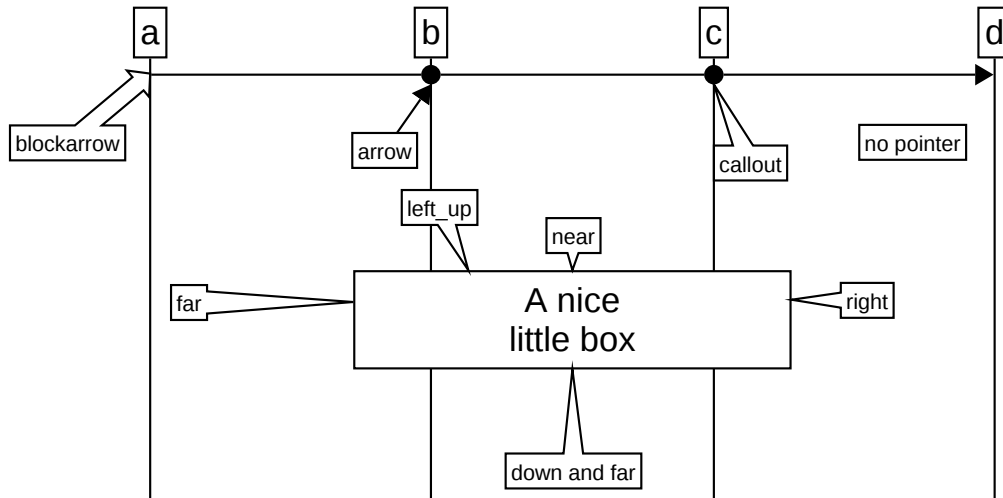 a
b
c
d
blockarrow
arrow
callout
no pointer
left_up
near
far
A nice
little box
right
down and far